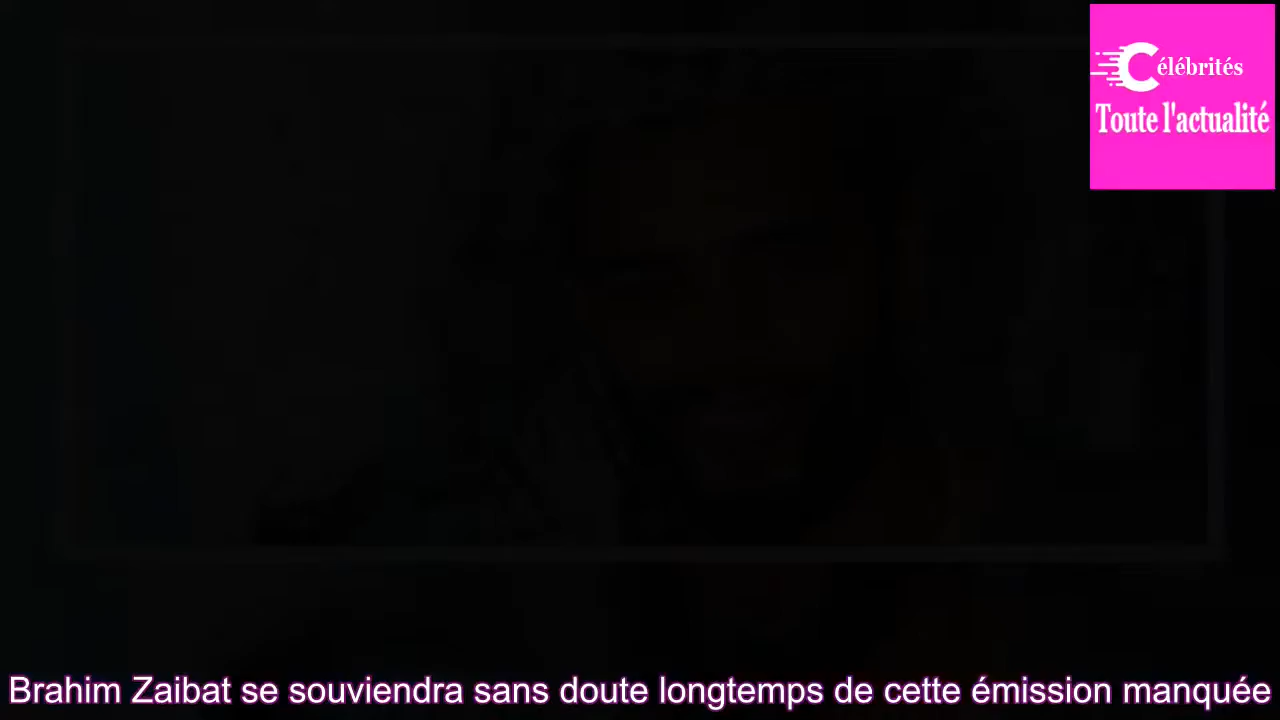 Célébrités
Toute l'actualité
Brahim Zaibat se souviendra sans doute longtemps de cette émission manquée